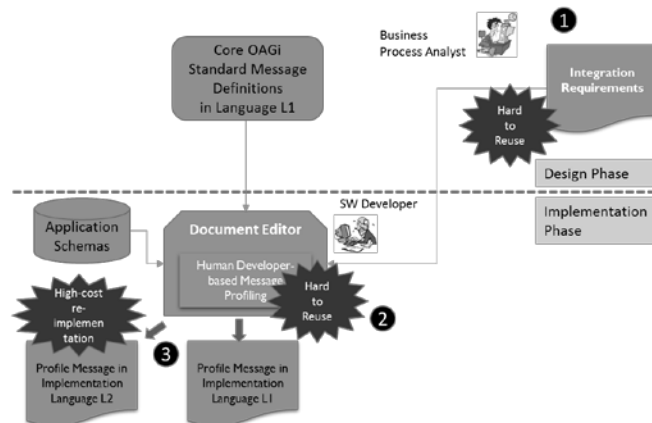 1
Business
Process Analyst
Core OAGi
Standard Message
Definitions
in Language L1
Integration
Requirements
Hard
to
Reuse
Design Phase
SW Developer
Implementation
Phase
Application
Schemas
Document Editor
Human Developer-
based Message
Profiling
High-cost
re-
implemen
tation
Hard
to
Reuse
2
3
Profile Message in
Implementation
Language L2
Profile Message in
Implementation
Language L1